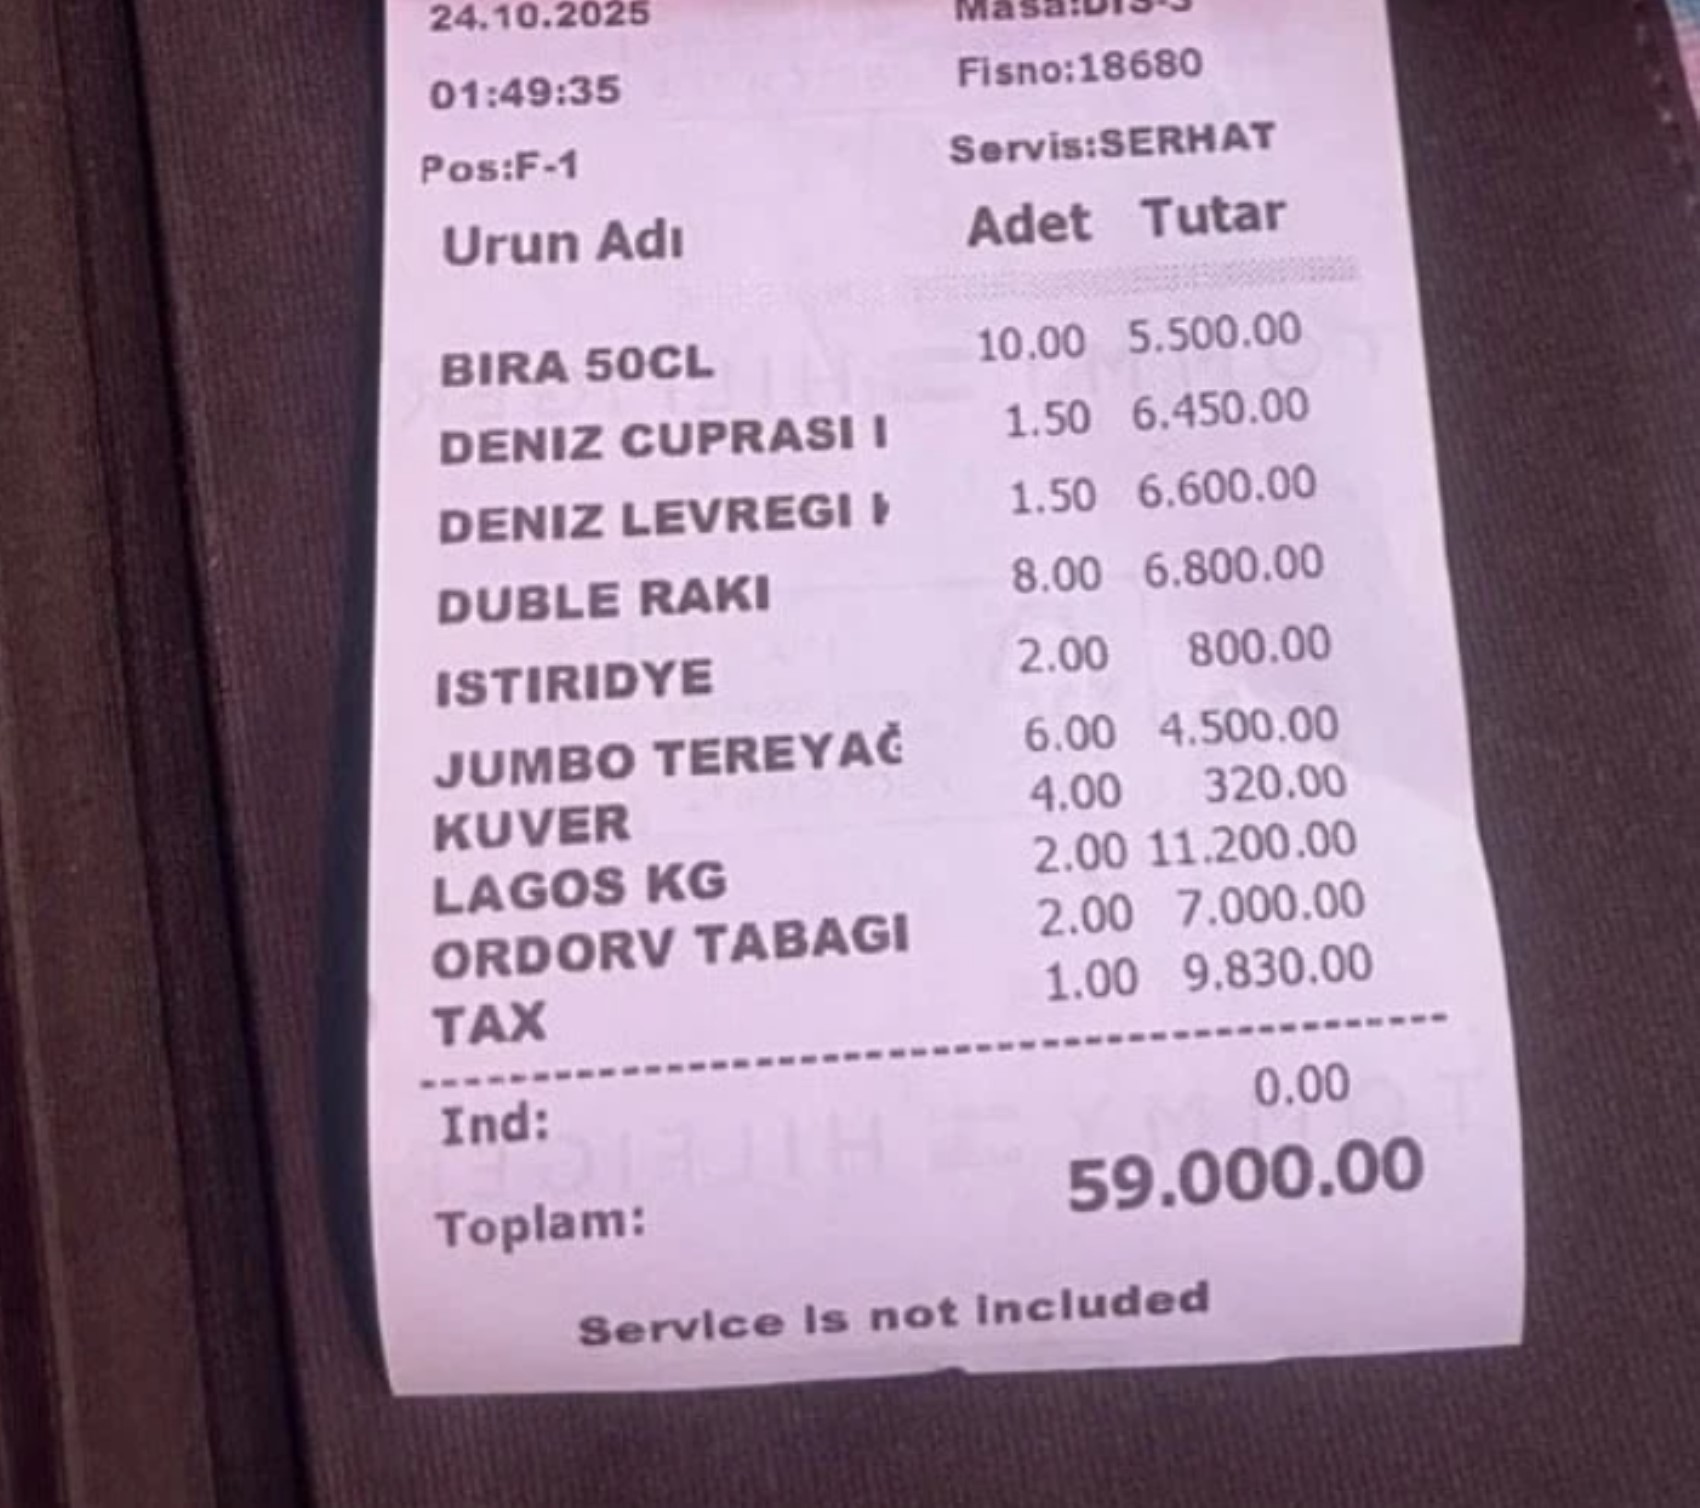 24.10.2025 Masa:DIS-3
01:49:35 Fisno:18680
Pos:F-1 Servis:SERHAT
Urun Adı Adet Tutar
BIRA 50CL 10.00 5.500.00
DENIZ CUPRASI 1.50 6.450.00
DENIZ LEVREGI 1.50 6.600.00
DUBLE RAKI 8.00 6.800.00
ISTIRIDYE 2.00 800.00
JUMBO TEREYAĞ 6.00 4.500.00
KUVER 4.00 320.00
LAGOS KG 2.00 11.200.00
ORDORV TABAGI 2.00 7.000.00
TAX 1.00 9.830.00
Ind: 0.00
Toplam: 59.000.00
Service is not included